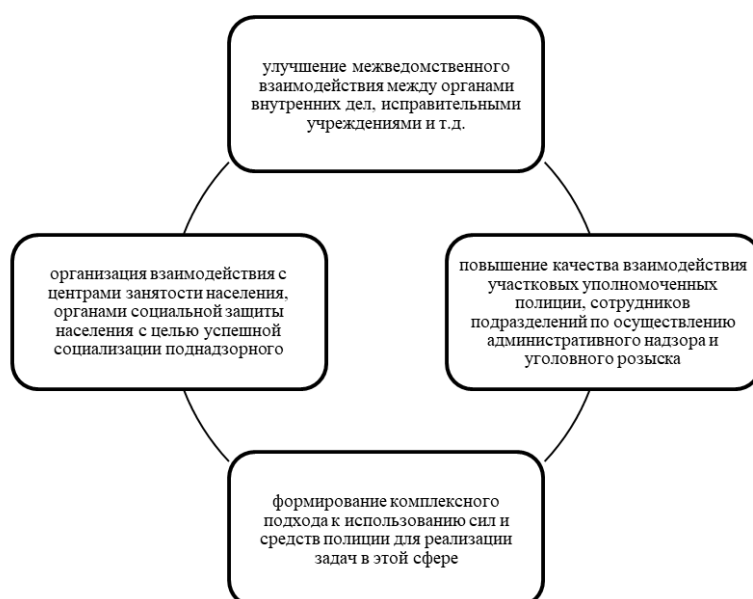 улучшение межведомственного
взаимодействия между органами
внутренних дел, исправительными
учреждениями и т.д.
организация взаимодействия с
центрами занятости населения,
органами социальной защиты
населения с целью успешной
социализации поднадзорного
повышение качества взаимодействия
участковых уполномоченных
полиции, сотрудников
подразделений по осуществлению
административного надзора и
уголовного розыска
формирование комплексного
подхода к использованию сил и
средств полиции для реализации
задач в этой сфере